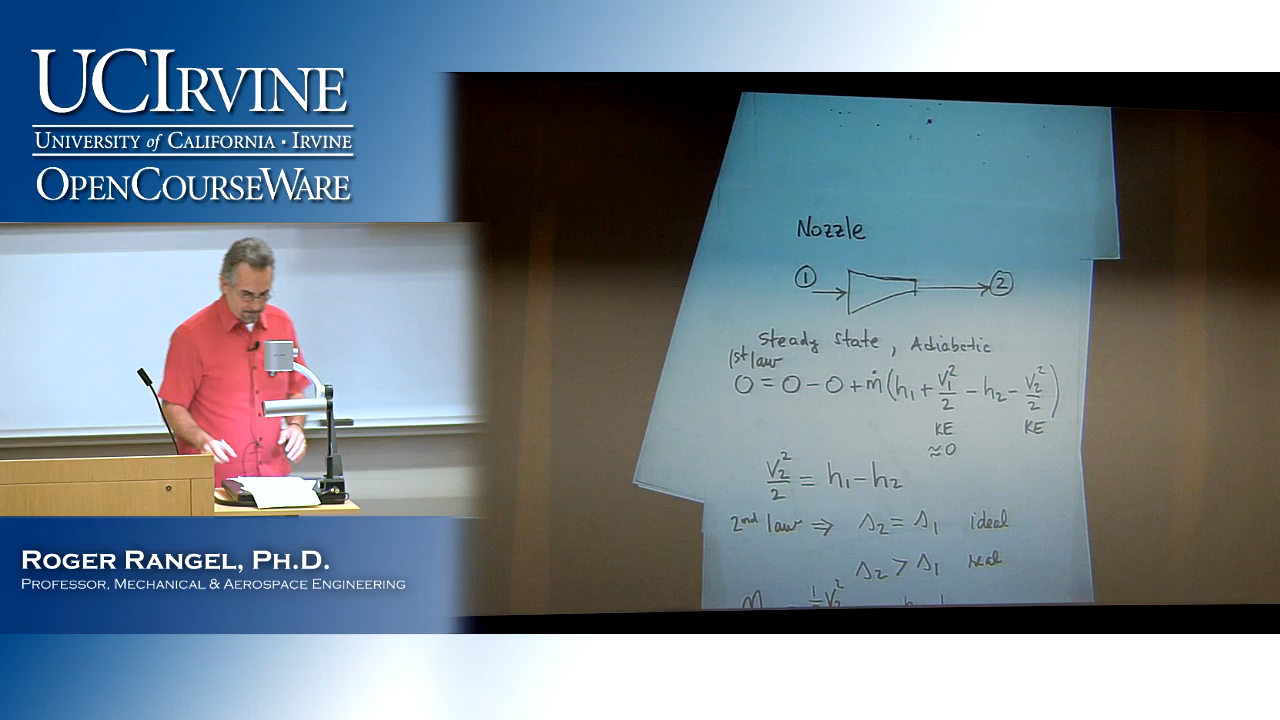 UCIRVINE
UNIVERSITY of CALIFORNIA · IRVINE
OPENCOURSEWARE
ROGER RANGEL, PH.D.
PROFESSOR, MECHANICAL & AEROSPACE ENGINEERING
Nozzle
① ②
Steady state, Adiabatic
1st law
0 = 0 - 0 + ṁ(h₁ + V₁²/2 - h₂ - V₂²/2)
KE KE
≈0
V₂²/2 = h₁ - h₂
2nd law ⇒ s₂ = s₁ ideal
s₂ > s₁ real